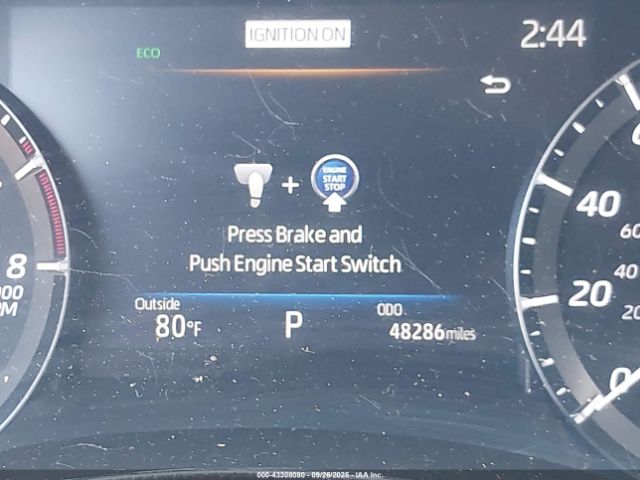 IGNITION ON
2:44
ECO
ENGINE
START
STOP
+
Press Brake and
Push Engine Start Switch
Outside
80°F
P
ODO
48286 miles
8
40
20
0
60
40
20
000-43308080 - 09/26/2025 - IAA Inc.